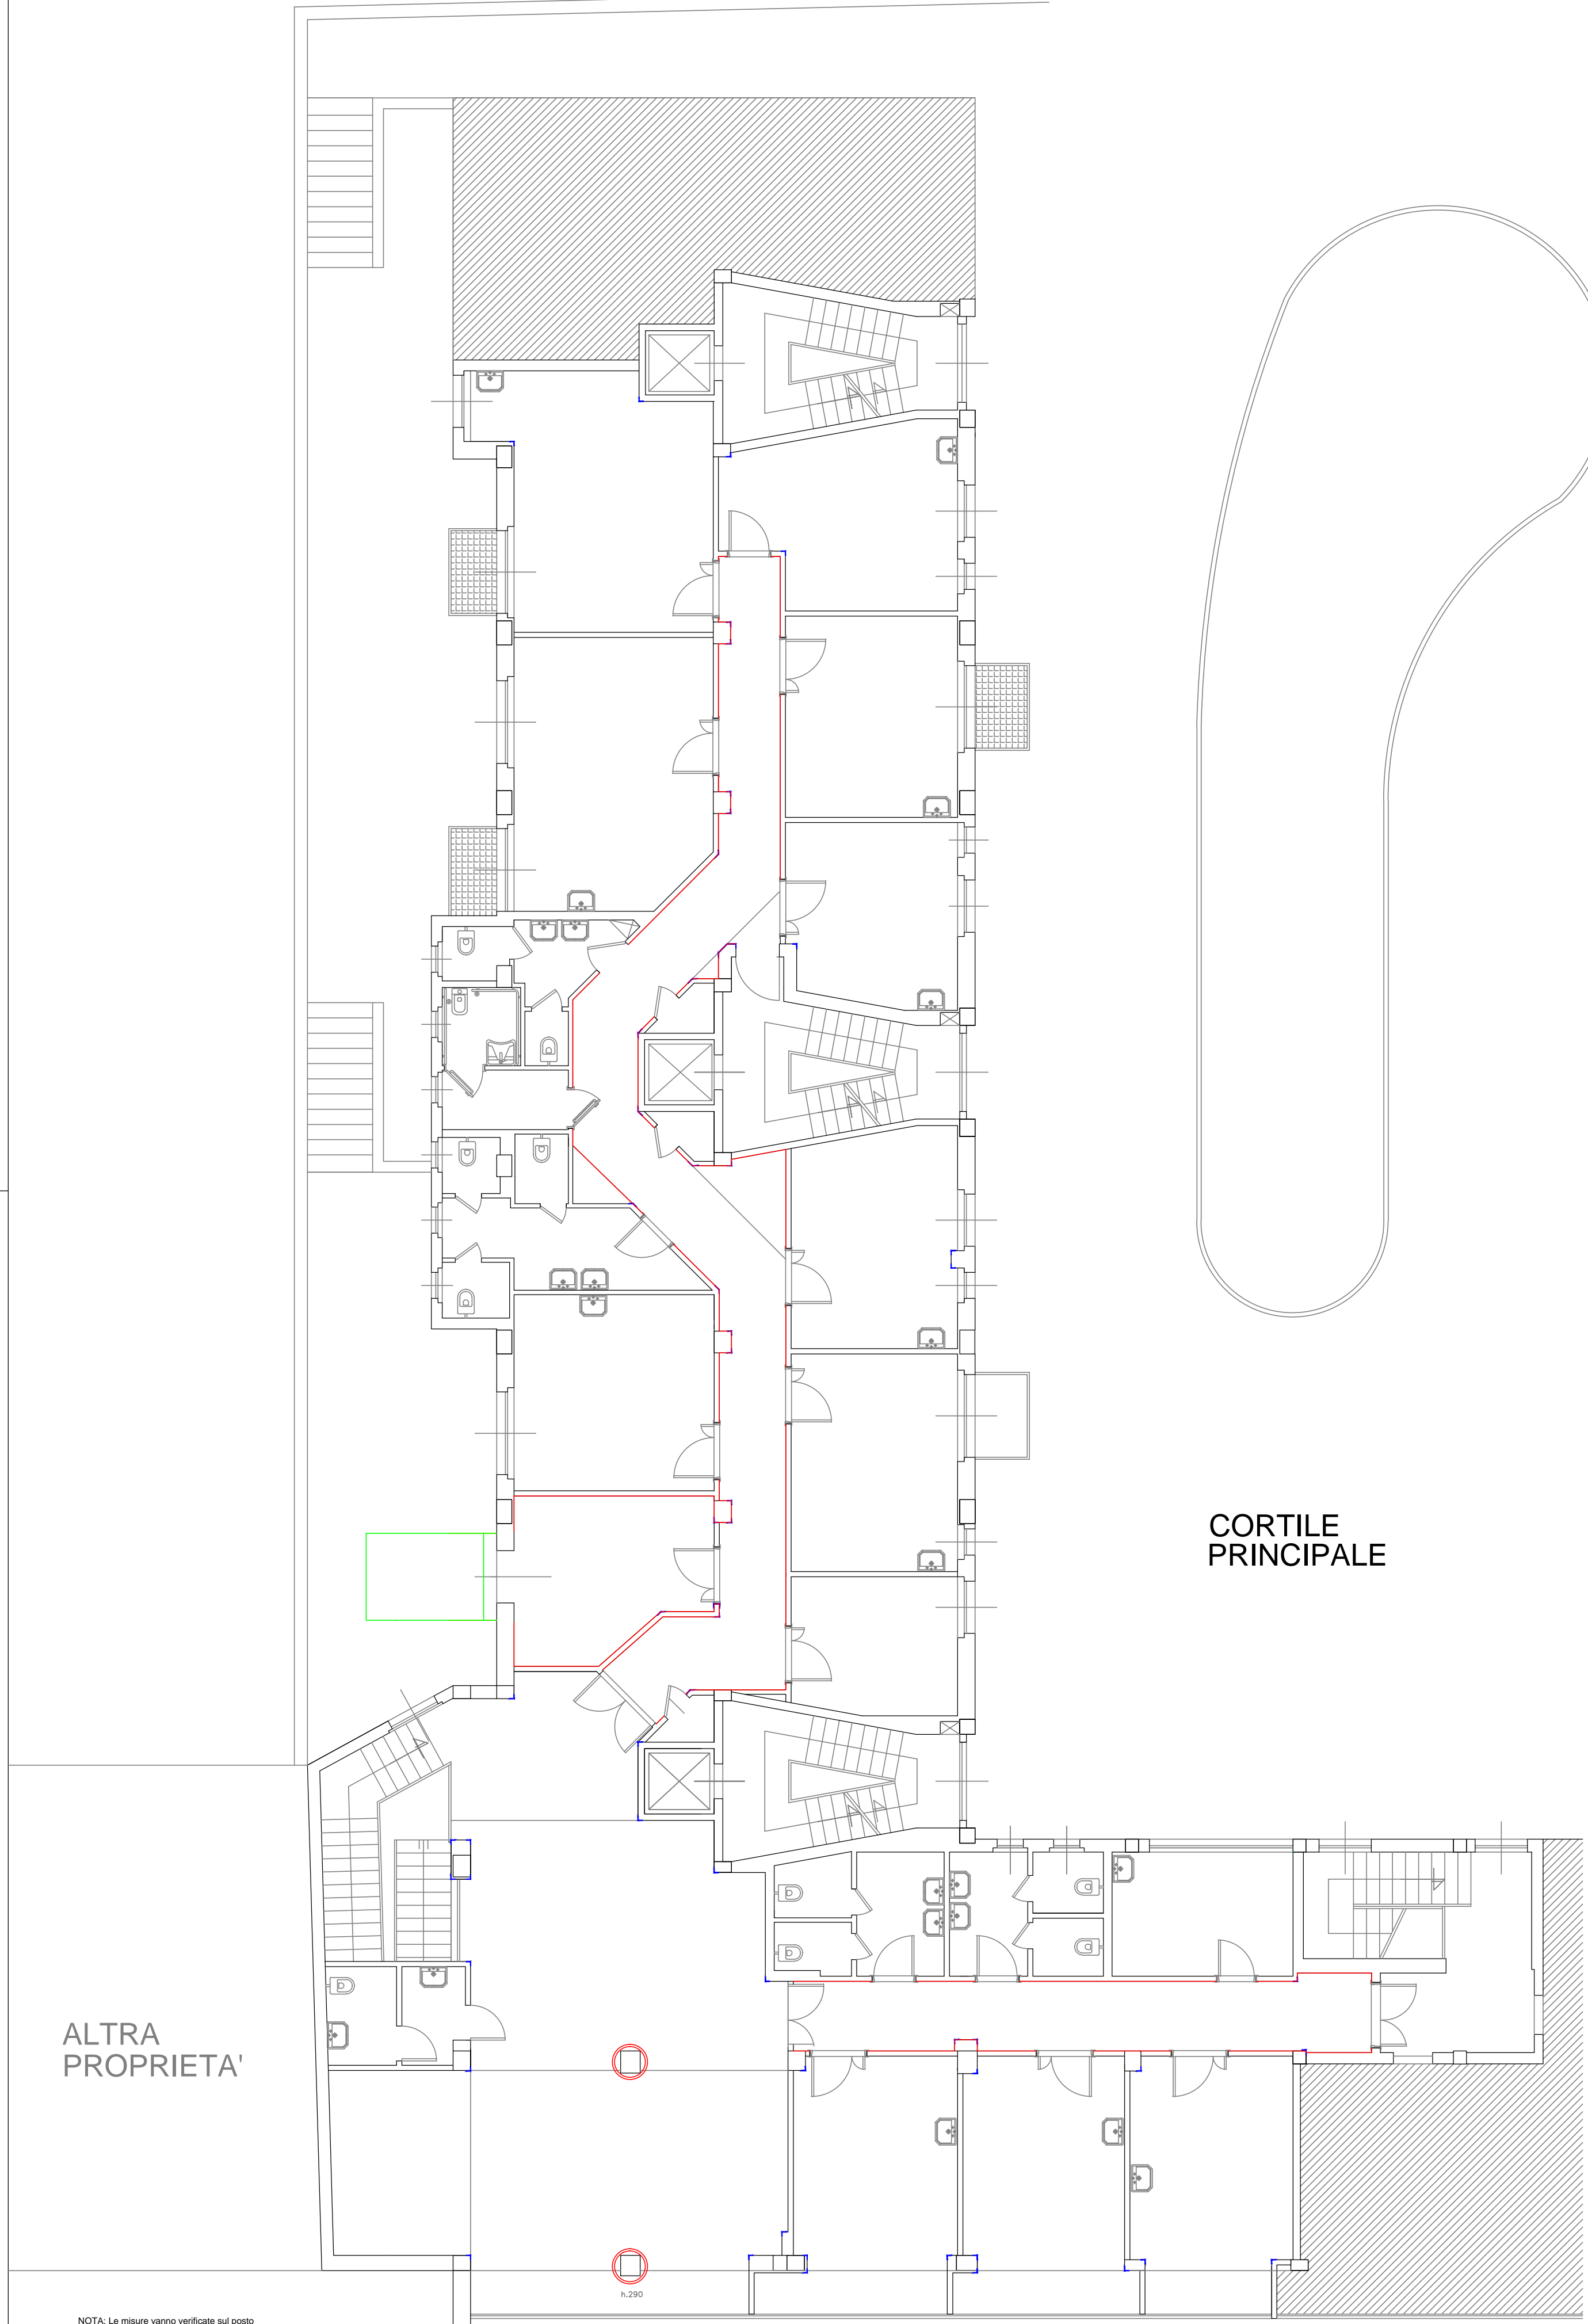 CORTILE
PRINCIPALE
ALTRA
PROPRIETA'
h.290
NOTA: Le misure vanno verificate sul posto